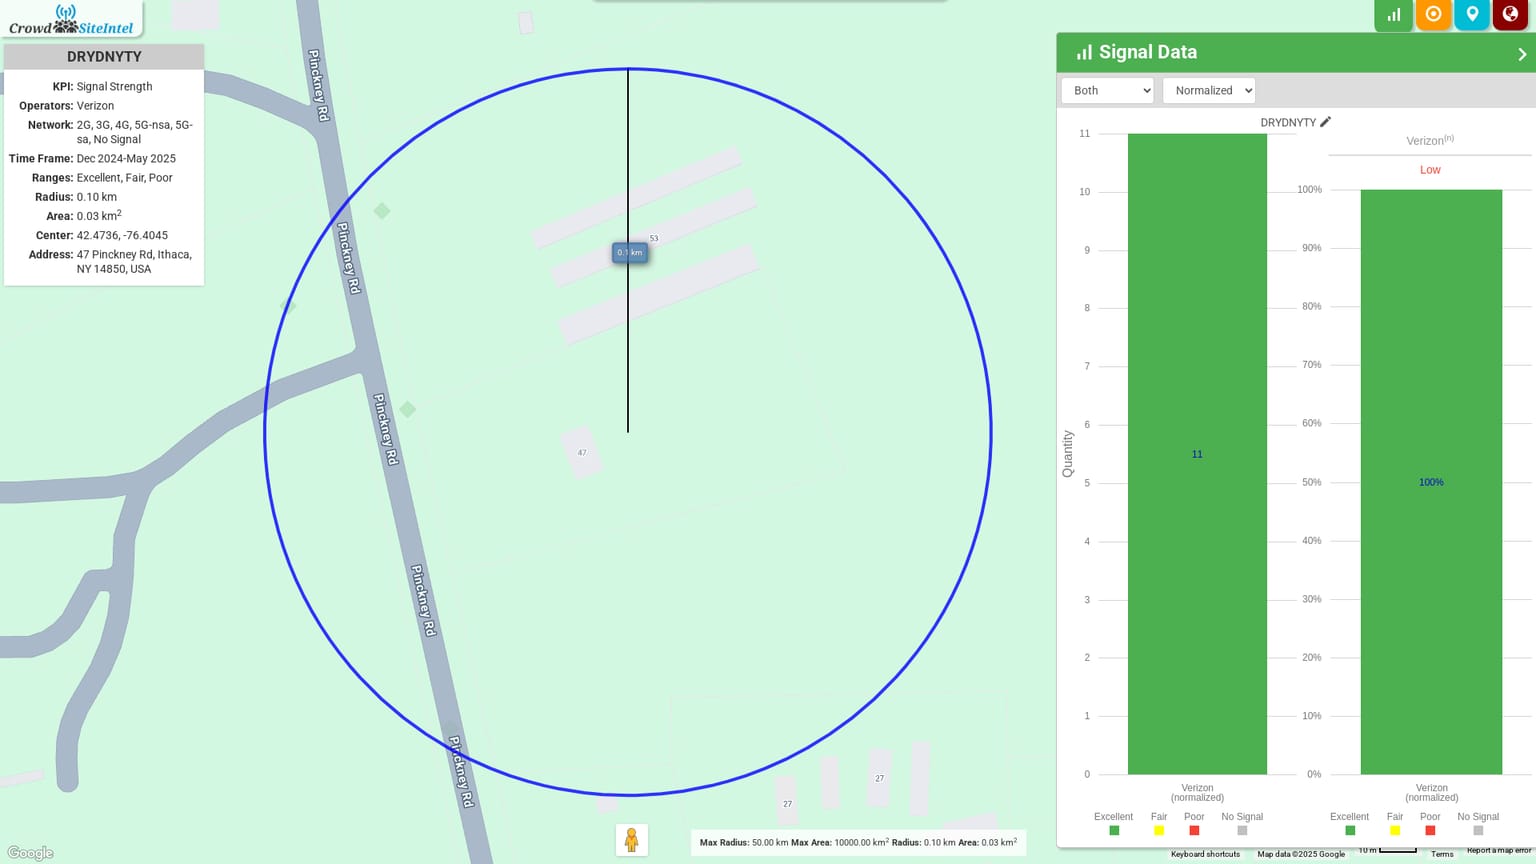 CrowdSiteIntel
DRYDNYTY
KPI: Signal Strength
Operators: Verizon
Network: 2G, 3G, 4G, 5G-nsa, 5G-
sa, No Signal
Time Frame: Dec 2024-May 2025
Ranges: Excellent, Fair, Poor
Radius: 0.10 km
Area: 0.03 km²
Center: 42.4736, -76.4045
Address: 47 Pinckney Rd, Ithaca,
NY 14850, USA
Pinckney Rd
Pinckney Rd
Pinckney Rd
Pinckney Rd
Pinckney Rd
53
0.1 km
47
27
27
Google
Max Radius: 50.00 km Max Area: 10000.00 km² Radius: 0.10 km Area: 0.03 km²
Signal Data
Both
Normalized
DRYDNYTY
Verizon(n)
Low
Quantity
11
10
9
8
7
6
5
4
3
2
1
0
11
Verizon
(normalized)
Excellent Fair Poor No Signal
100%
90%
80%
70%
60%
50%
40%
30%
20%
10%
0%
100%
Verizon
(normalized)
Excellent Fair Poor No Signal
Keyboard shortcuts
Map data ©2025 Google
10 m
Terms
Report a map error